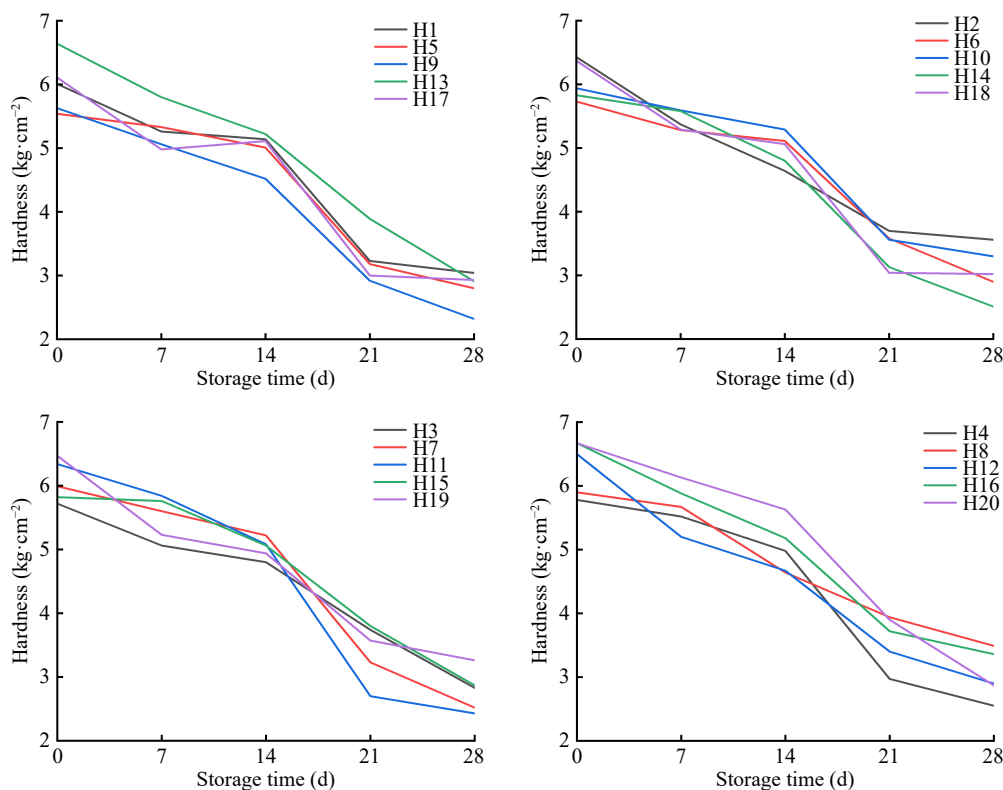 7
6
5
4
3
2
Hardness (kg·cm⁻²)
H1
H5
H9
H13
H17
0 7 14 21 28
Storage time (d)
7
6
5
4
3
2
Hardness (kg·cm⁻²)
H2
H6
H10
H14
H18
0 7 14 21 28
Storage time (d)
7
6
5
4
3
2
Hardness (kg·cm⁻²)
H3
H7
H11
H15
H19
0 7 14 21 28
Storage time (d)
7
6
5
4
3
2
Hardness (kg·cm⁻²)
H4
H8
H12
H16
H20
0 7 14 21 28
Storage time (d)